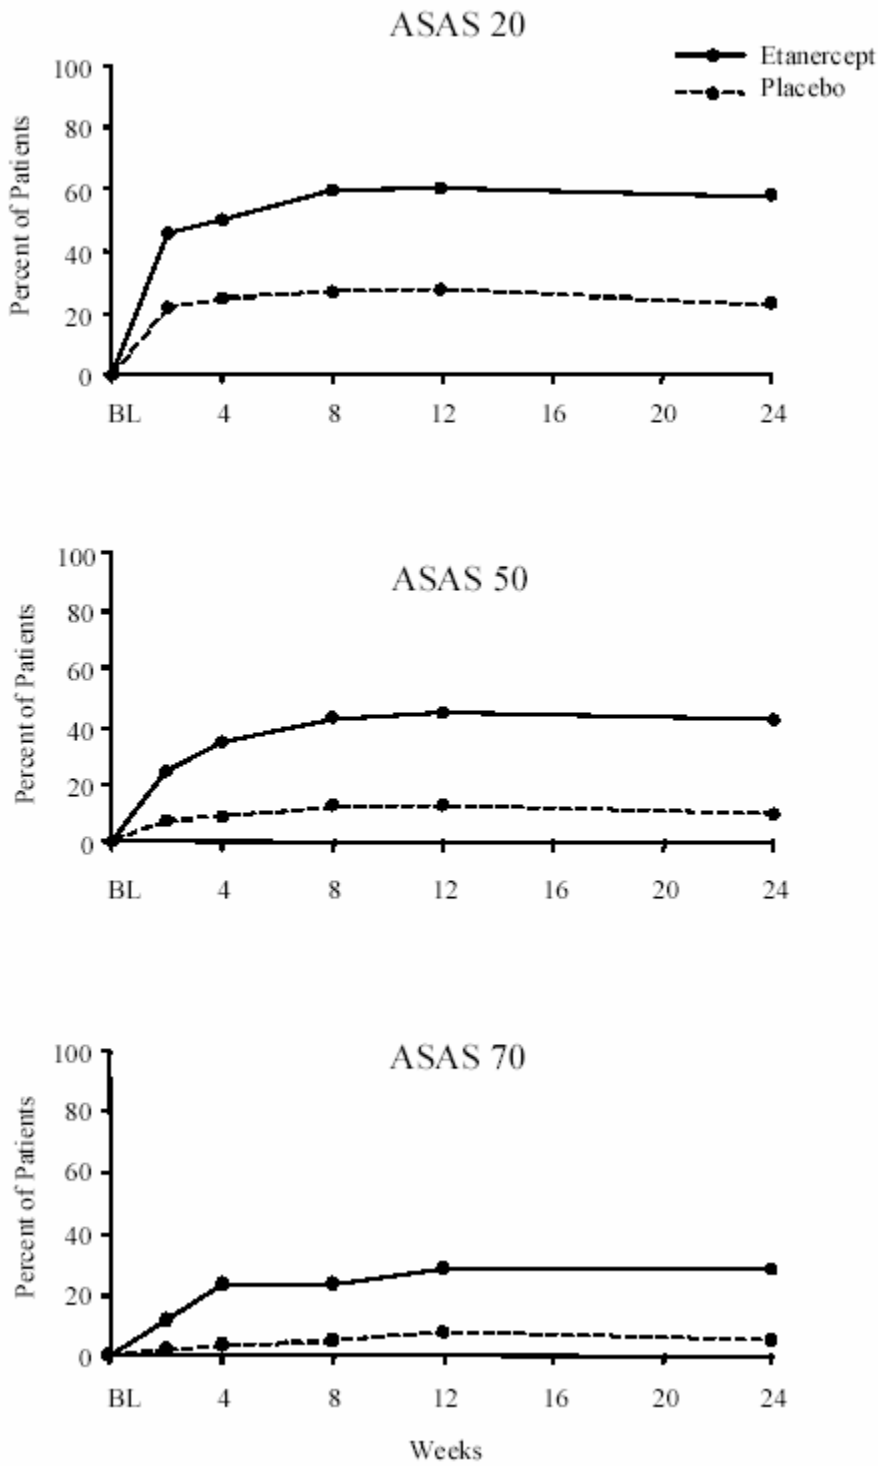 ASAS 20
Etanercept
Placebo
Percent of Patients
100
80
60
40
20
0
BL 4 8 12 16 20 24
ASAS 50
Percent of Patients
100
80
60
40
20
0
BL 4 8 12 16 20 24
ASAS 70
Percent of Patients
100
80
60
40
20
0
BL 4 8 12 16 20 24
Weeks